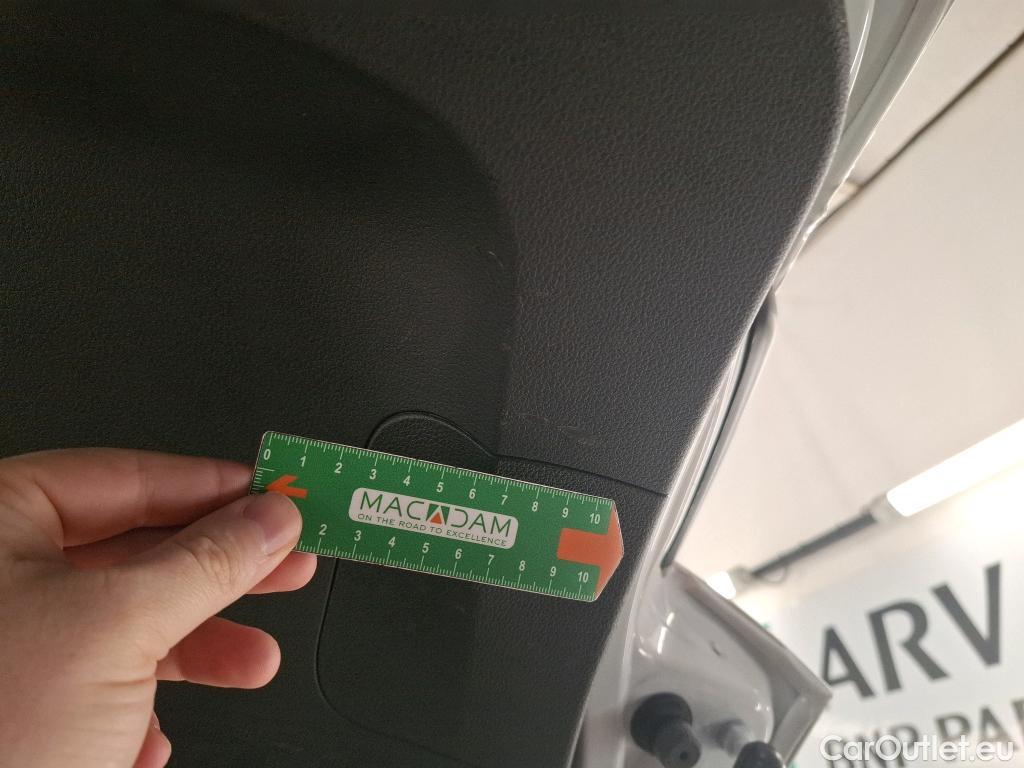 0 1 2 3 4 5 6 7 8 9 10
MACADAM
ON THE ROAD TO EXCELLENCE
2 3 4 5 6 7 8 9 10
ARV
CarOutlet.eu